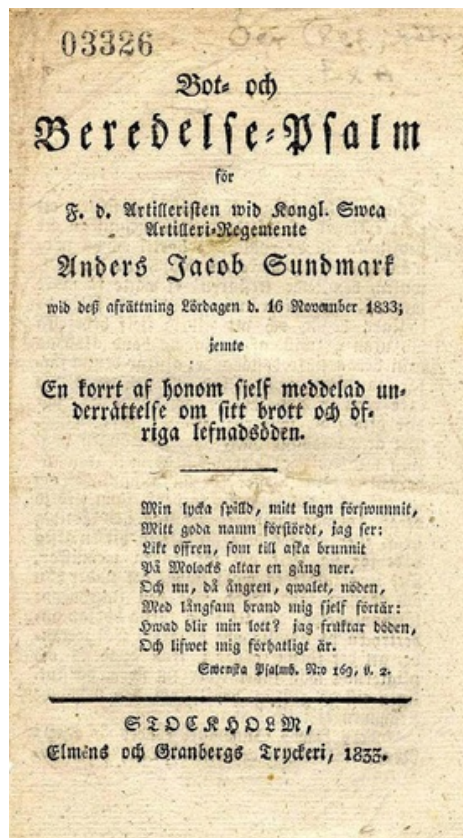 03326
Bot- och
Beredelse-Psalm
för
F. d. Artilleristen wid Kongl. Swea
Artilleri-Regemente
Anders Jacob Sundmark
wid deß afrättning Lördagen d. 16 November 1833;
jemte
En korrt af honom sjelf meddelad un-
derrättelse om sitt brott och öf-
riga lefnadsöden.
Min lycka spilld, mitt lugn förswunnit,
Mitt goda namn förstördt, jag ser:
Likt offren, som till aska brunnit
På Molocks altar en gång ner.
Och nu, då ångren, qwalet, nöden,
Med långsam brand mig sjelf förtär:
Hwad blir min lott? jag fruktar döden,
Och lifwet mig förhatligt är.
Swenska Psalmb. N:o 169, v. 2.
STOCKHOLM,
Elméns och Granbergs Tryckeri, 1833.